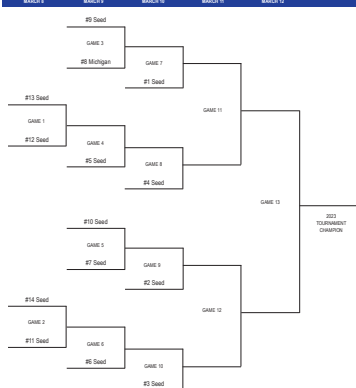 MARCH 8 MARCH 9 MARCH 10 MARCH 11 MARCH 12
#9 Seed
GAME 3
#8 Michigan
GAME 7
#1 Seed
#13 Seed
GAME 11
GAME 1
#12 Seed
GAME 4
#5 Seed
GAME 8
#4 Seed
GAME 13
2023
TOURNAMENT
CHAMPION
#10 Seed
GAME 5
#7 Seed
GAME 9
#2 Seed
#14 Seed
GAME 12
GAME 2
#11 Seed
GAME 6
#6 Seed
GAME 10
#3 Seed